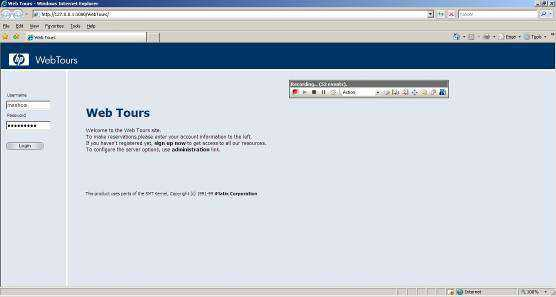 Web Tours - Windows Internet Explorer
http://127.0.0.1:1080/WebTours/
File Edit View Favorites Tools Help
Web Tours
Page
Tools
hp WebTours
Recording... (52 events).
Action
Username
Password
•••••••••
Login
Web Tours
Welcome to the Web Tours site.
To make reservations,please enter your account information to the left.
If you haven't registered yet, sign up now to get access to all our resources.
To configure the server options, use administration link.
This product uses parts of the SMT Kernel, Copyright (c) 1991-99 iMatix Corporation
Internet
100%